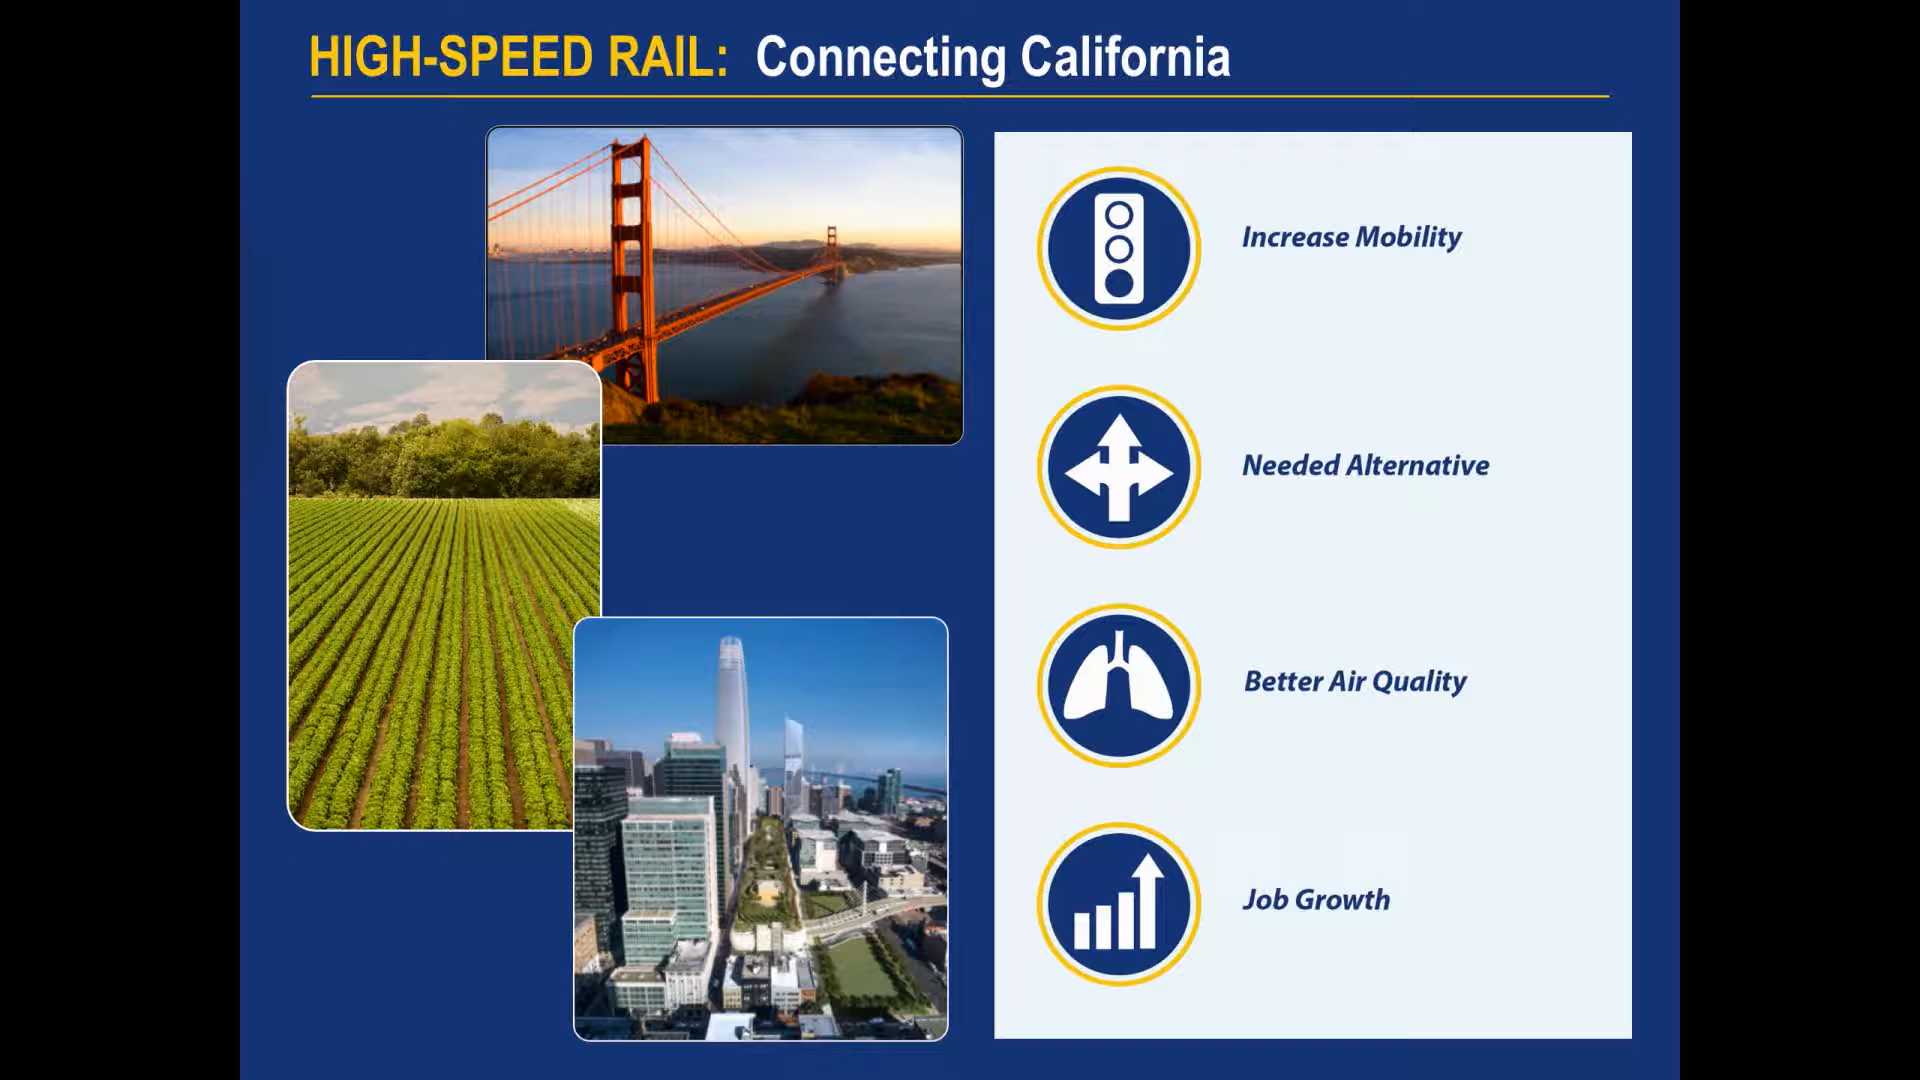 HIGH-SPEED RAIL: Connecting California
Increase Mobility
Needed Alternative
Better Air Quality
Job Growth